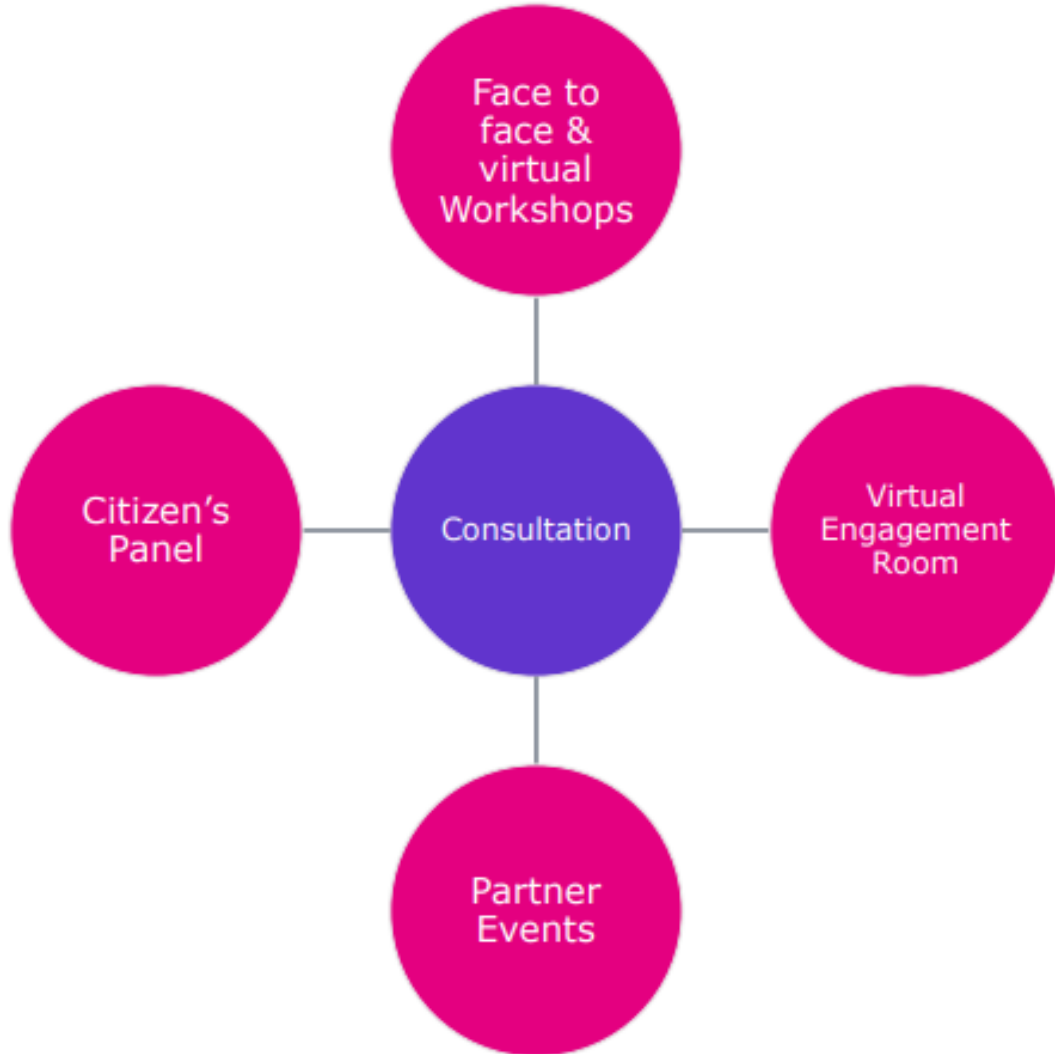 Face to
face &
virtual
Workshops
Citizen’s
Panel
Consultation
Virtual
Engagement
Room
Partner
Events